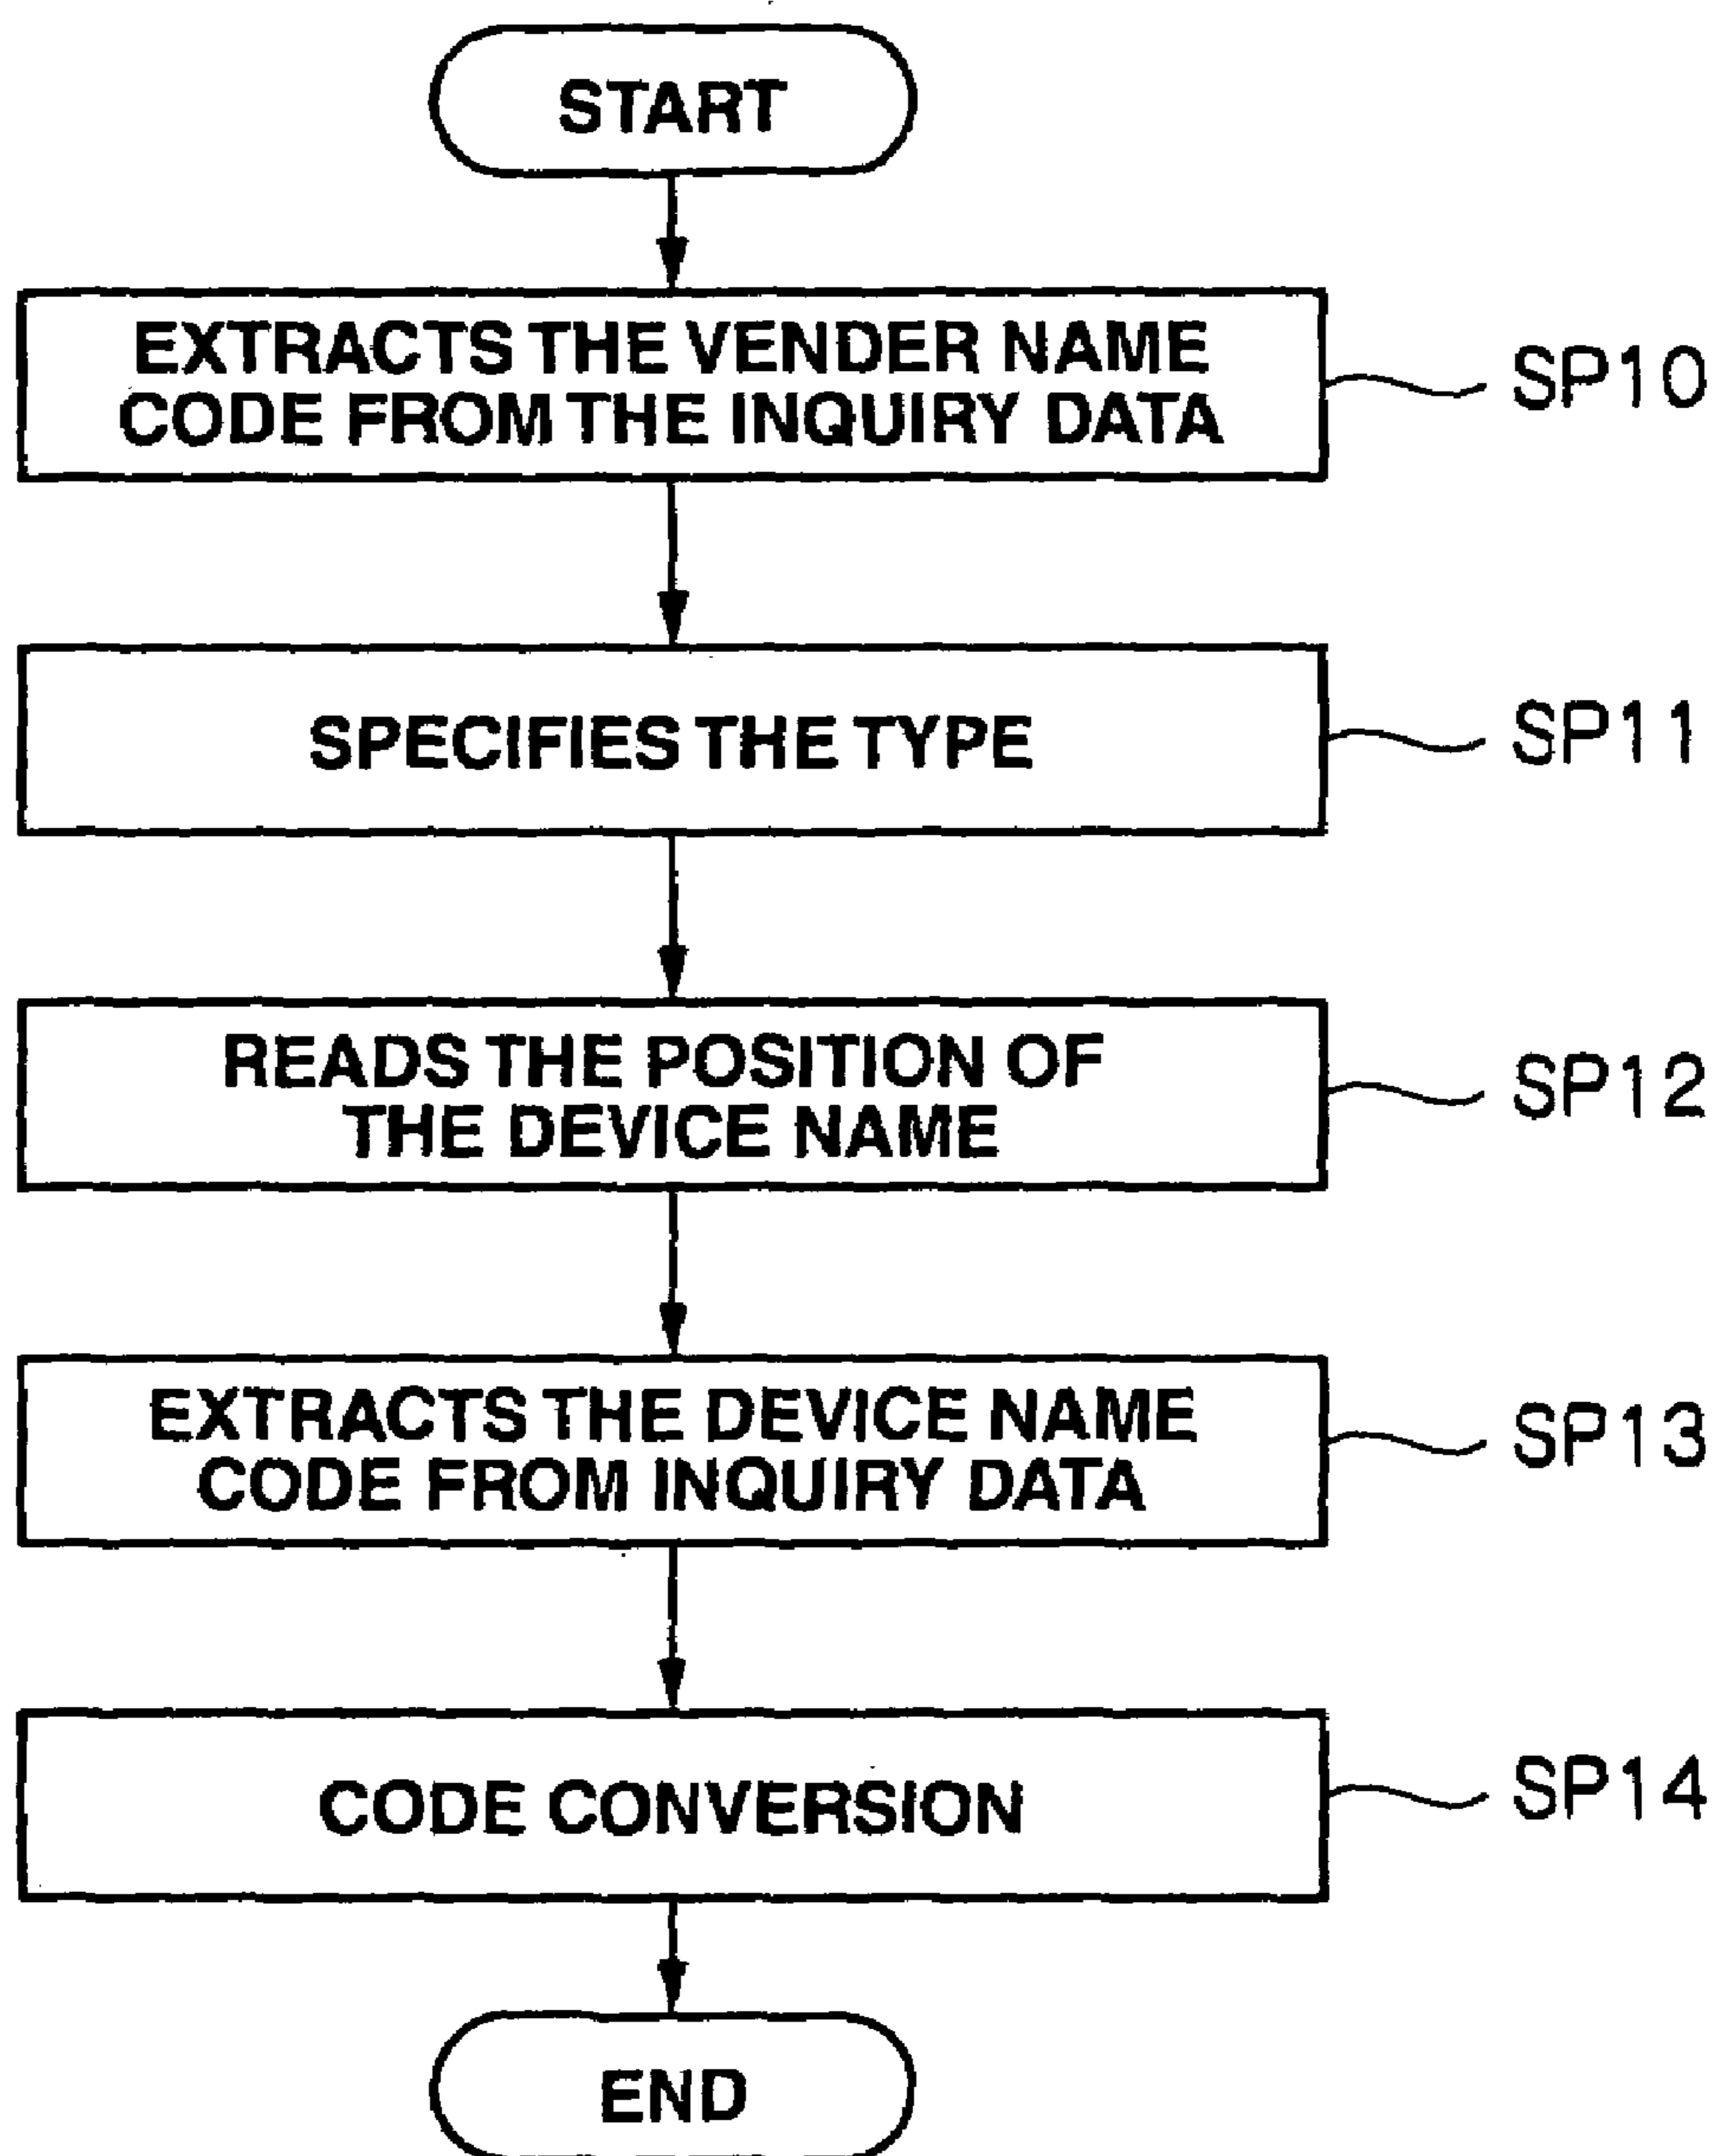 START
EXTRACTS THE VENDER NAME
CODE FROM THE INQUIRY DATA
SP10
SPECIFIES THE TYPE
SP11
READS THE POSITION OF
THE DEVICE NAME
SP12
EXTRACTS THE DEVICE NAME
CODE FROM INQUIRY DATA
SP13
CODE CONVERSION
SP14
END